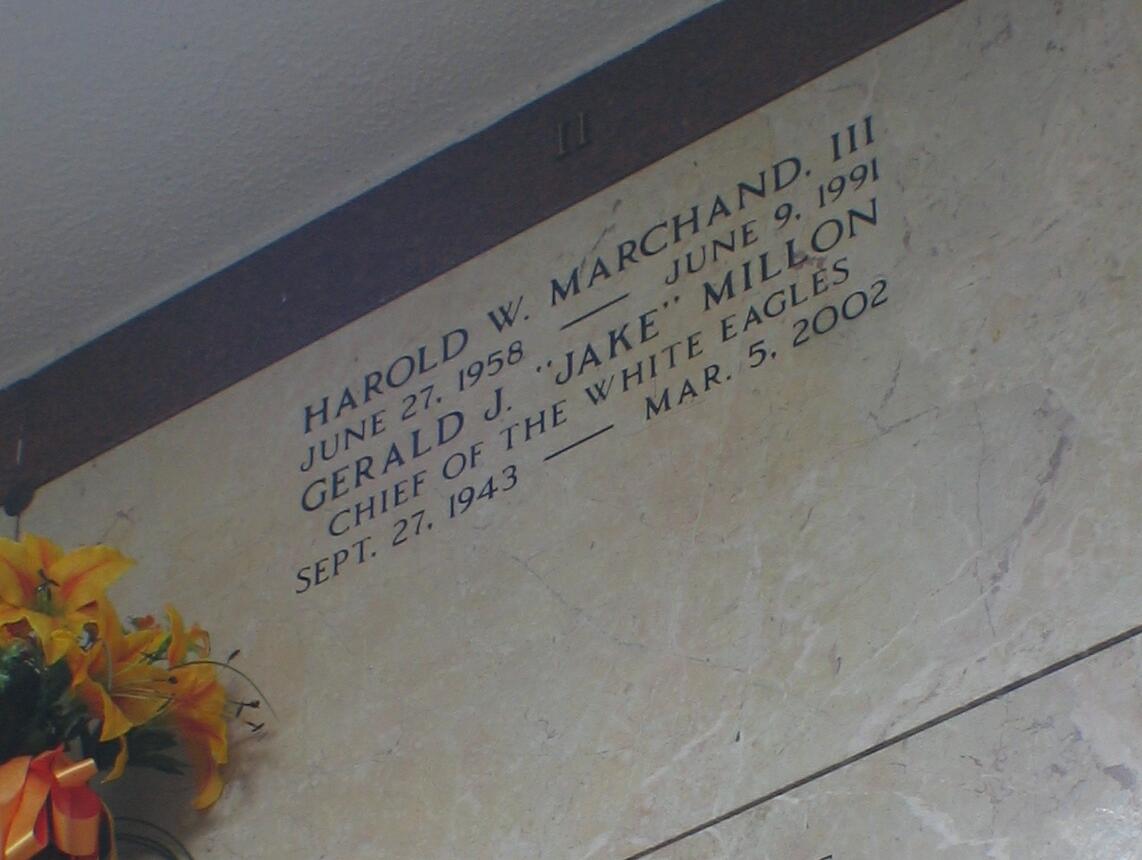 II
HAROLD W. MARCHAND, III
JUNE 27, 1958 — JUNE 9, 1991
GERALD J. "JAKE" MILLON
CHIEF OF THE WHITE EAGLES
SEPT. 27, 1943 — MAR. 5, 2002